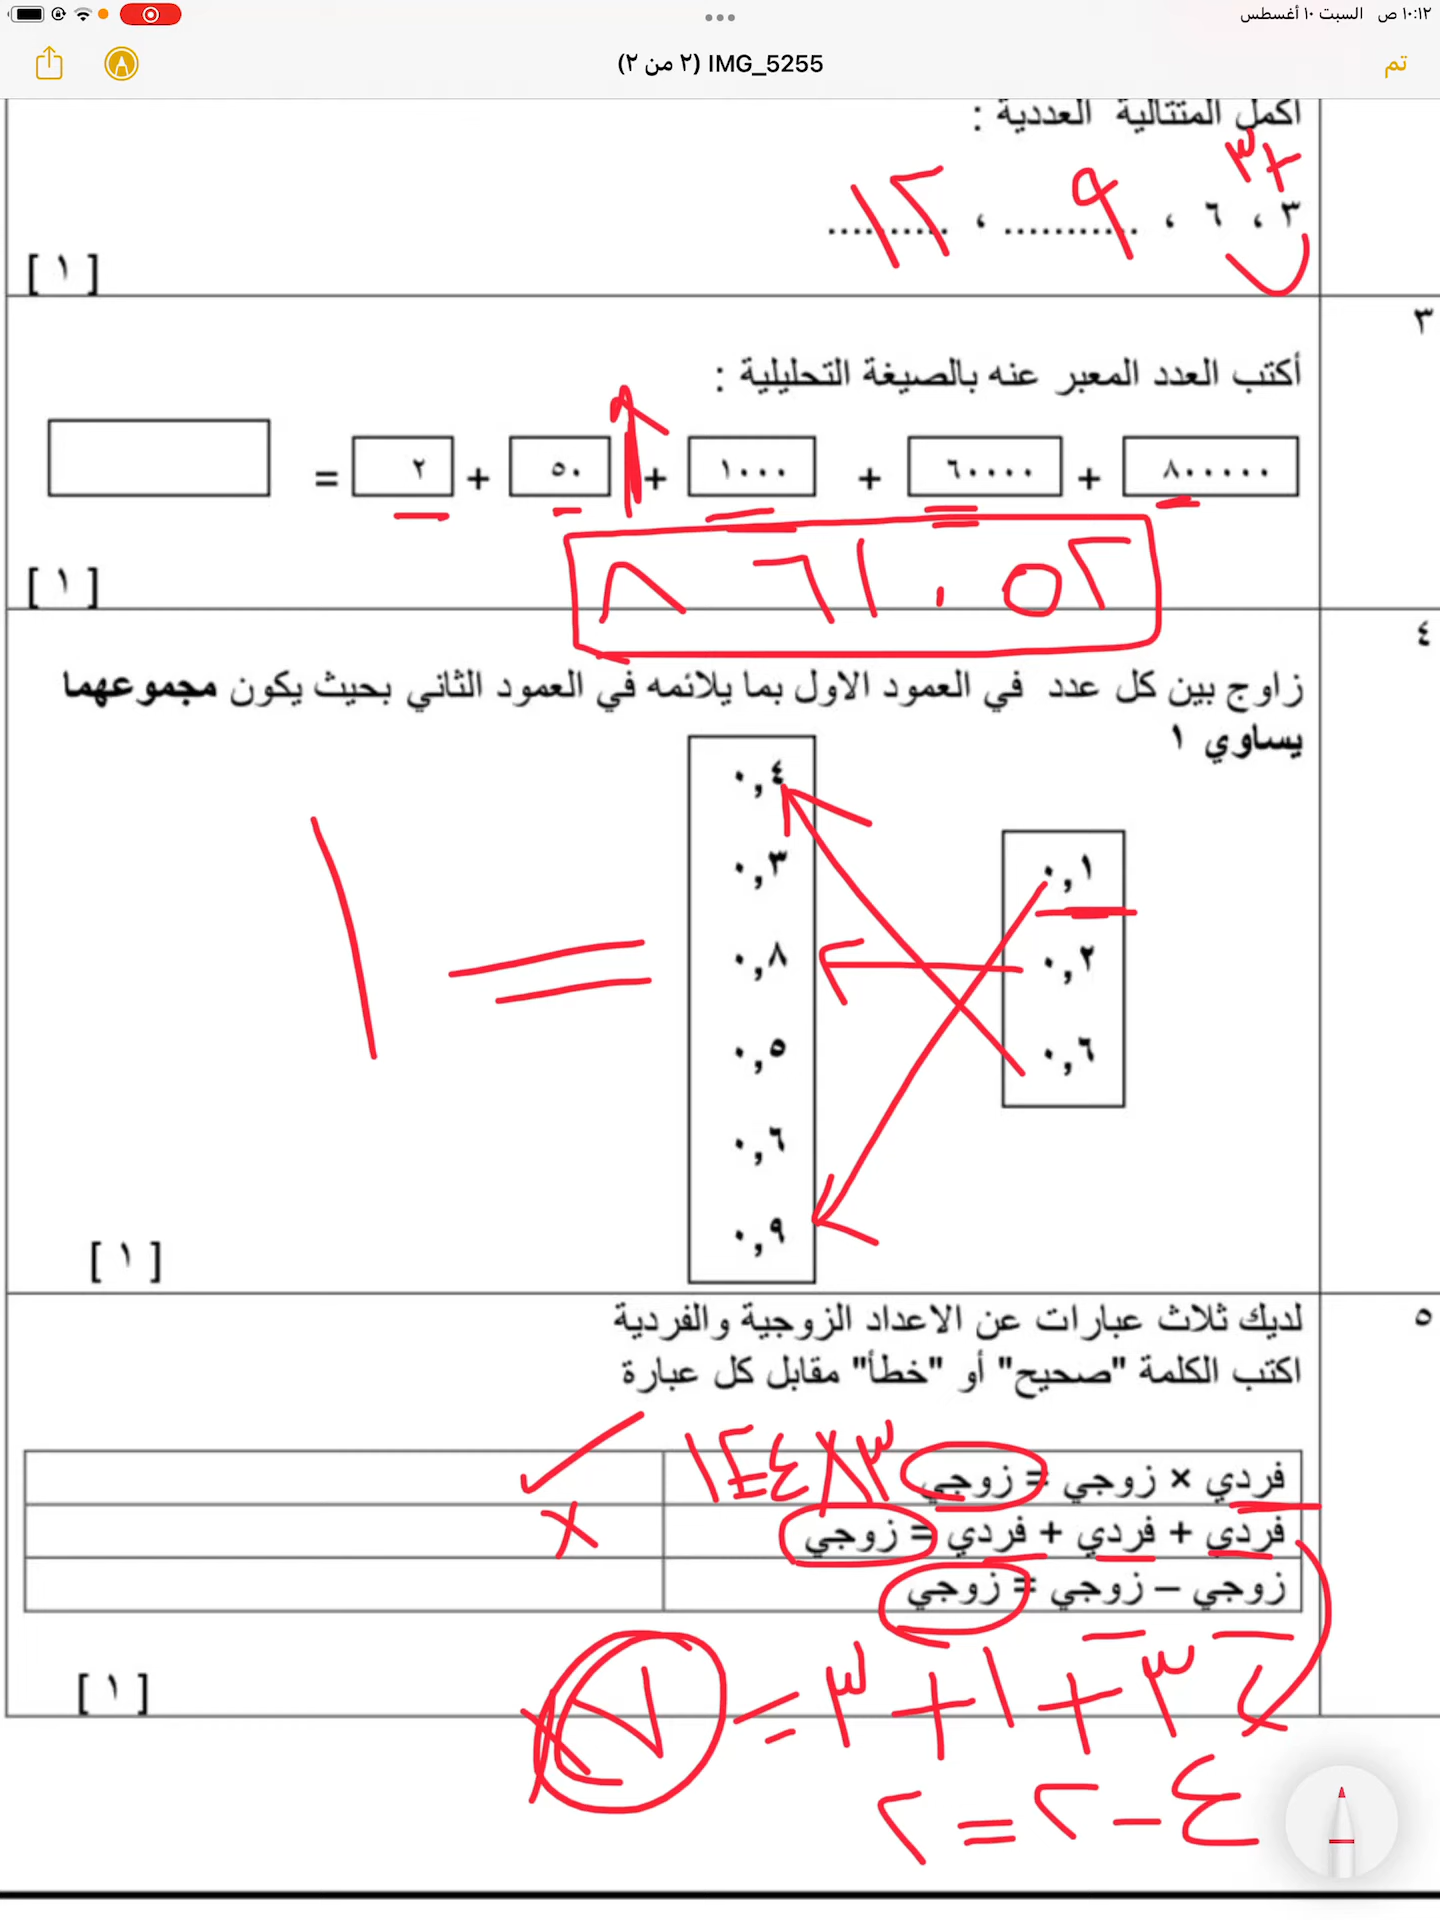 ١٠:١٢ ص السبت ١٠ أغسطس
تم
IMG_5255 (٢ من ٢)
أكمل المتتالية العددية :
+٣
٣ ، ٦ ، ...٩... ، ...١٢...
[ ١ ]
٣
أكتب العدد المعبر عنه بالصيغة التحليلية :
٨٠٠٠٠٠ + ٦٠٠٠٠ + ١٠٠٠ + ٥٠ + ٢ =
٨٦١٠٥٢
[ ١ ]
٤
زاوج بين كل عدد في العمود الاول بما يلائمه في العمود الثاني بحيث يكون مجموعهما
يساوي ١
٠,١
٠,٢
٠,٦
٠,٤
٠,٣
٠,٨
٠,٥
٠,٦
٠,٩
= ١
[ ١ ]
٥
لديك ثلاث عبارات عن الاعداد الزوجية والفردية
اكتب الكلمة "صحيح" أو "خطأ" مقابل كل عبارة
فردي × زوجي = زوجي ٣×٤=١٢ ✓
فردي + فردي + فردي = زوجي ×
زوجي – زوجي = زوجي
[ ١ ]
٣+١+٣=٧
٤-٢=٢